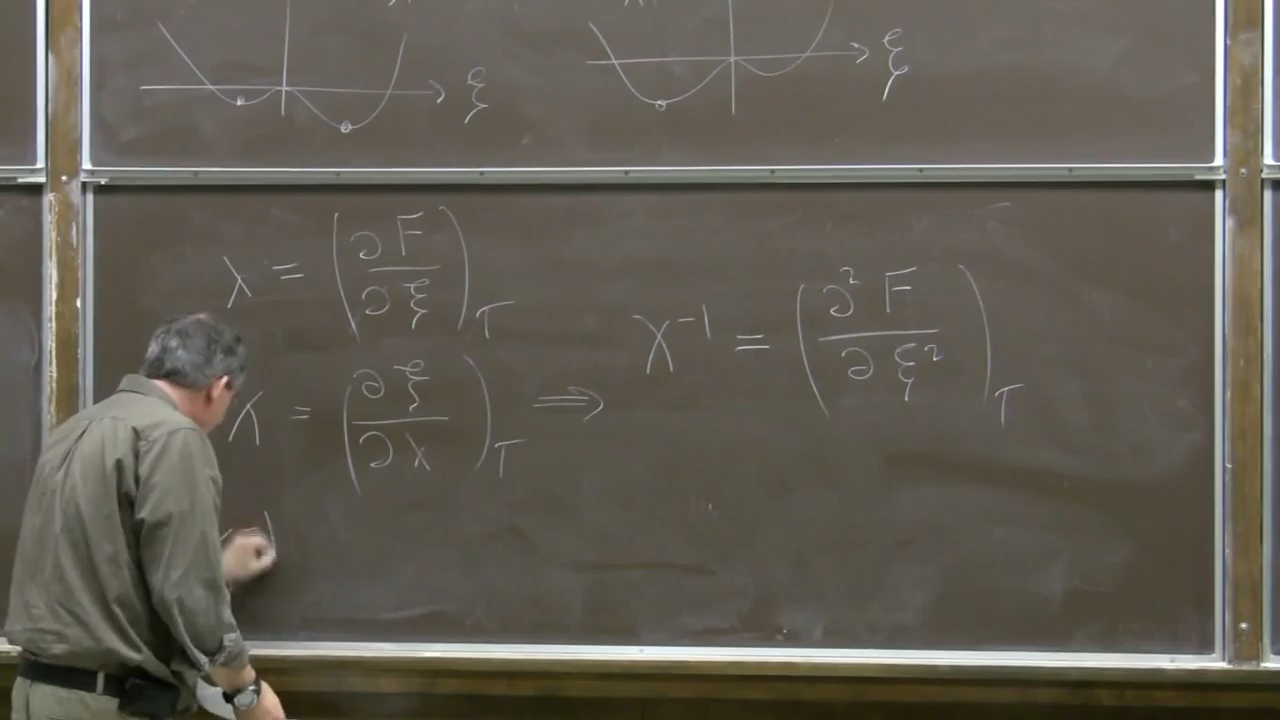 ξ
ξ
λ = (∂F/∂ξ)_T
χ = (∂ξ/∂λ)_T ⟹ χ⁻¹ = (∂²F/∂ξ²)_T